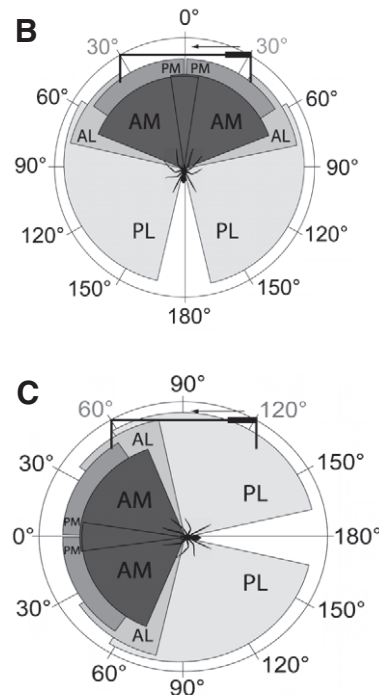 B
0°
30° 30°
PM PM
60° 60°
AM AM
AL AL
90° 90°
PL PL
120° 120°
150° 150°
180°
C
90°
60° 120°
AL
30° 150°
PL
AM
PM
0° 180°
PM
AM
PL
30° 150°
AL
60° 120°
90°